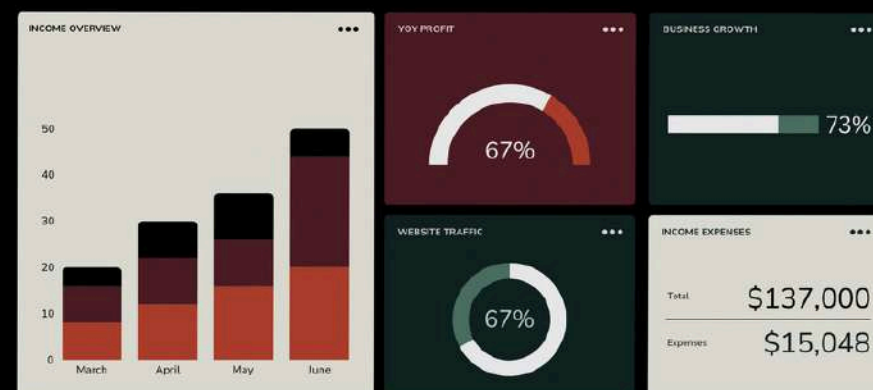 INCOME OVERVIEW
50
40
30
20
10
0
March April May June
YOY PROFIT
67%
BUSINESS GROWTH
73%
WEBSITE TRAFFIC
67%
INCOME EXPENSES
Total $137,000
Expenses $15,048